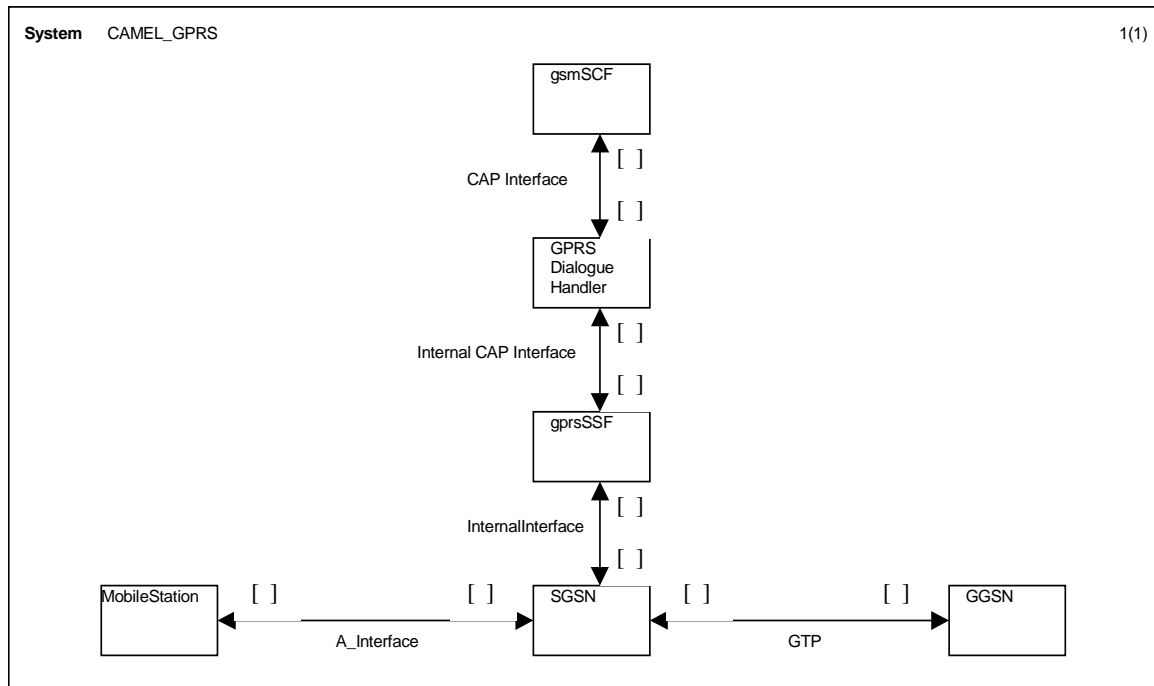 System CAMEL_GPRS 1(1)
gsmSCF
[ ]
CAP Interface
[ ]
GPRS
Dialogue
Handler
[ ]
Internal CAP Interface
[ ]
gprsSSF
[ ]
InternalInterface
[ ]
MobileStation [ ] [ ] SGSN [ ] [ ] GGSN
A_Interface GTP